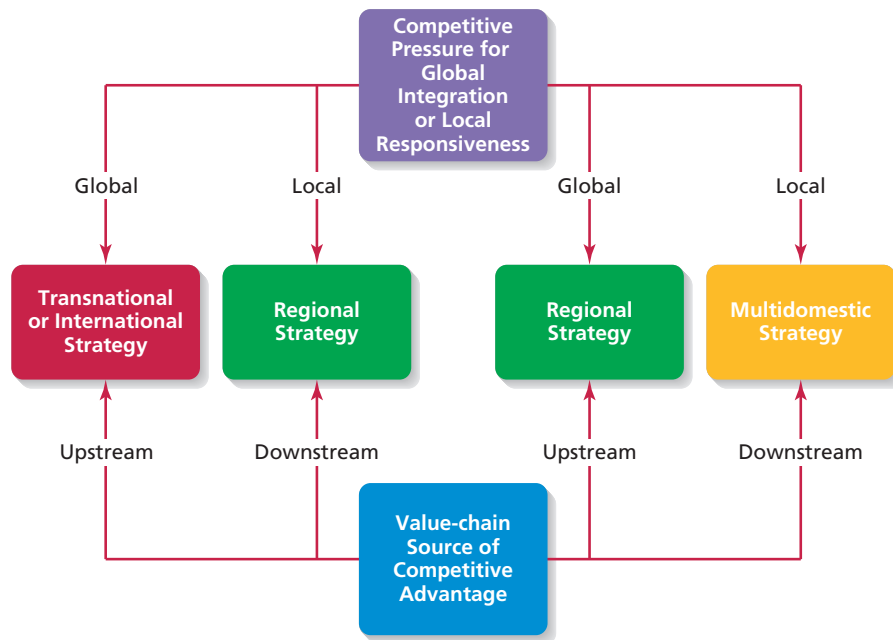 Competitive
Pressure for
Global
Integration
or Local
Responsiveness
Global
Local
Global
Local
Transnational
or International
Strategy
Regional
Strategy
Regional
Strategy
Multidomestic
Strategy
Upstream
Downstream
Upstream
Downstream
Value-chain
Source of
Competitive
Advantage